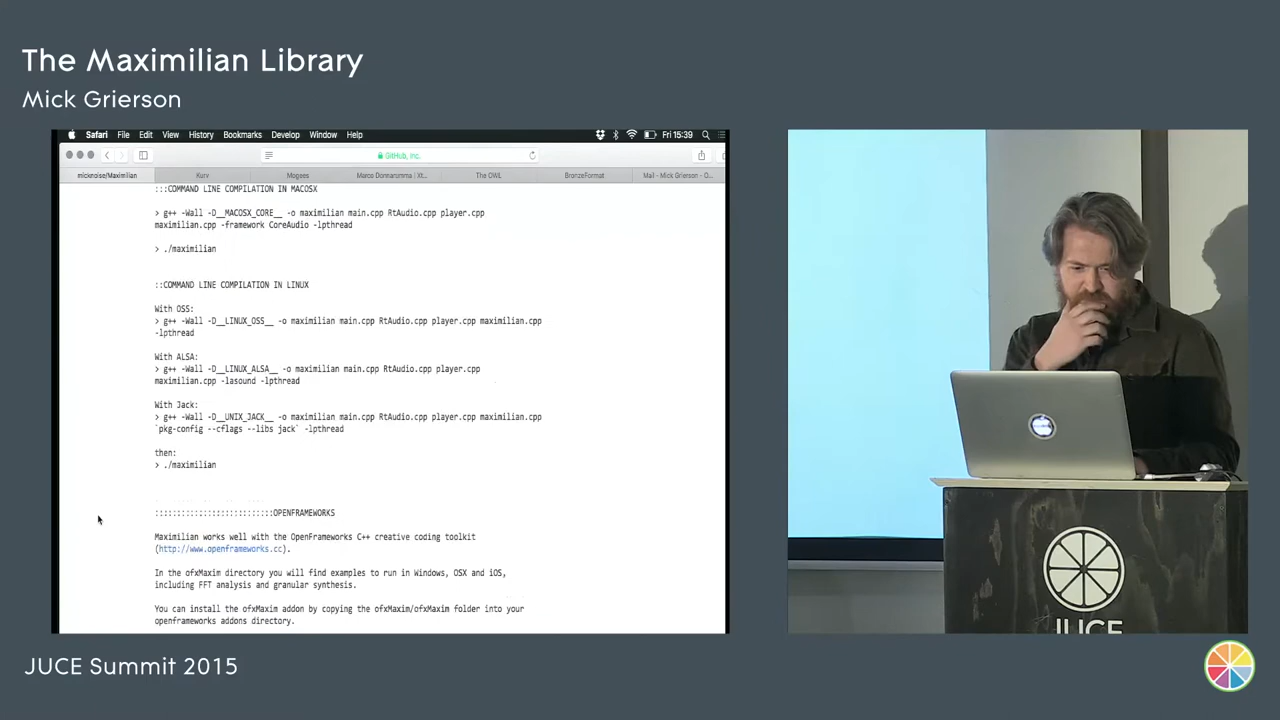 The Maximilian Library
Mick Grierson
Safari File Edit View History Bookmarks Develop Window Help Fri 15:39
GitHub, Inc.
micknoise/Maximilian Kurv Mogees Marco Donnarumma | Xt... The OWL BronzeFormat Mail - Mick Grierson - O...
:::COMMAND LINE COMPILATION IN MACOSX
> g++ -Wall -D__MACOSX_CORE__ -o maximilian main.cpp RtAudio.cpp player.cpp
maximilian.cpp -framework CoreAudio -lpthread
> ./maximilian
::COMMAND LINE COMPILATION IN LINUX
With OSS:
> g++ -Wall -D__LINUX_OSS__ -o maximilian main.cpp RtAudio.cpp player.cpp maximilian.cpp
-lpthread
With ALSA:
> g++ -Wall -D__LINUX_ALSA__ -o maximilian main.cpp RtAudio.cpp player.cpp
maximilian.cpp -lasound -lpthread
With Jack:
> g++ -Wall -D__UNIX_JACK__ -o maximilian main.cpp RtAudio.cpp player.cpp maximilian.cpp
`pkg-config --cflags --libs jack` -lpthread
then:
> ./maximilian
:::::::::::::::::::::::::::OPENFRAMEWORKS
Maximilian works well with the OpenFrameworks C++ creative coding toolkit
(http://www.openframeworks.cc).
In the ofxMaxim directory you will find examples to run in Windows, OSX and iOS,
including FFT analysis and granular synthesis.
You can install the ofxMaxim addon by copying the ofxMaxim/ofxMaxim folder into your
openframeworks addons directory.
JUCE
JUCE Summit 2015